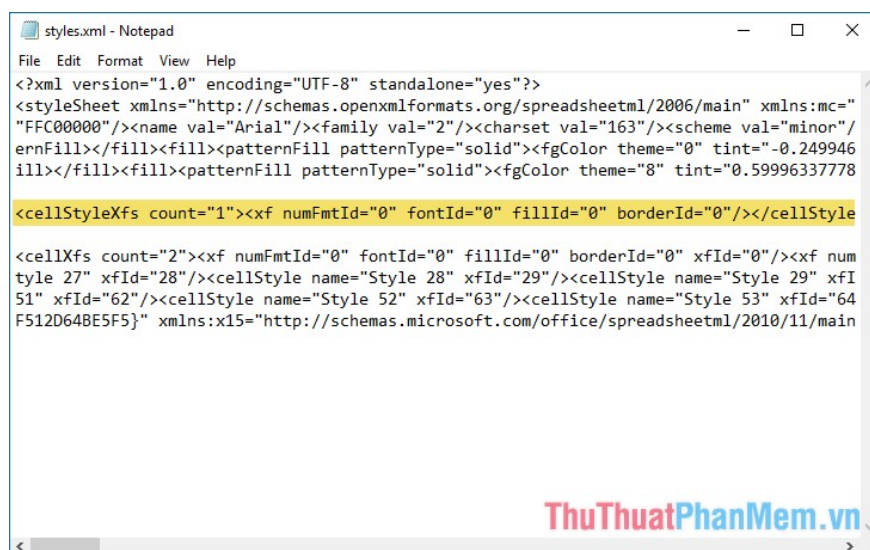 styles.xml - Notepad
File Edit Format View Help
<?xml version="1.0" encoding="UTF-8" standalone="yes"?>
<styleSheet xmlns="http://schemas.openxmlformats.org/spreadsheetml/2006/main" xmlns:mc="
"FFC00000"/><name val="Arial"/><family val="2"/><charset val="163"/><scheme val="minor"/
ernFill></fill><fill><patternFill patternType="solid"><fgColor theme="0" tint="-0.249946
ill></fill><fill><patternFill patternType="solid"><fgColor theme="8" tint="0.59996337778
<cellStyleXfs count="1"><xf numFmtId="0" fontId="0" fillId="0" borderId="0"/></cellStyle
<cellXfs count="2"><xf numFmtId="0" fontId="0" fillId="0" borderId="0" xfId="0"/><xf num
tyle 27" xfId="28"/><cellStyle name="Style 28" xfId="29"/><cellStyle name="Style 29" xfI
51" xfId="62"/><cellStyle name="Style 52" xfId="63"/><cellStyle name="Style 53" xfId="64
F512D64BE5F5}" xmlns:x15="http://schemas.microsoft.com/office/spreadsheetml/2010/11/main
ThuThuatPhanMem.vn